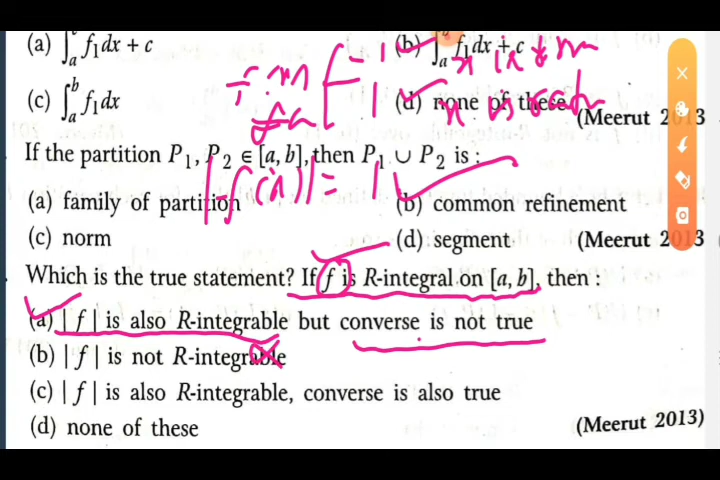 (a) ∫ₐᶜ f₁dx + c (b) ∫ₐ f₁dx + c
(c) ∫ₐᵇ f₁dx (d) none of these
(Meerut 2013
If the partition P₁, P₂ ∈ [a, b], then P₁ ∪ P₂ is :
|f(x)| = 1
(a) family of partition (b) common refinement
(c) norm (d) segment (Meerut 2013
Which is the true statement? If f is R-integral on [a, b], then :
(a) | f | is also R-integrable but converse is not true
(b) | f | is not R-integrable
(c) | f | is also R-integrable, converse is also true
(d) none of these
(Meerut 2013)